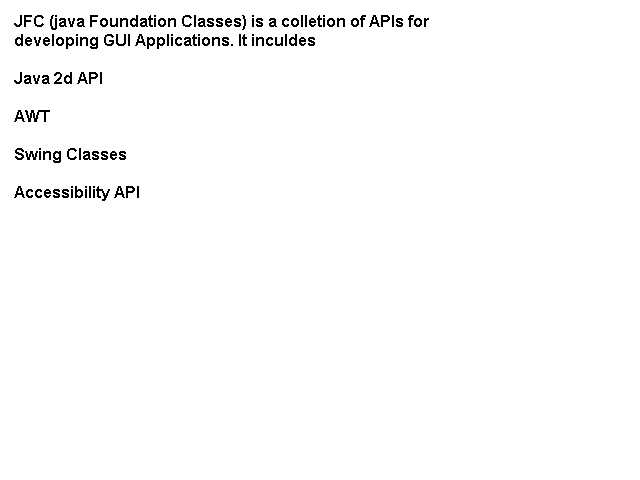 JFC (java Foundation Classes) is a colletion of APIs for
developing GUI Applications. It inculdes
Java 2d API
AWT
Swing Classes
Accessibility API